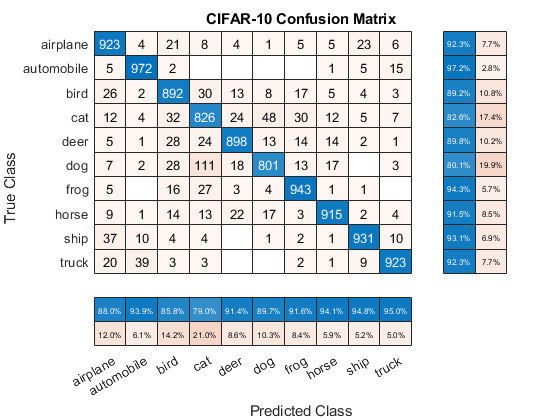 CIFAR-10 Confusion Matrix
airplane 923 4 21 8 4 1 5 5 23 6 92.3% 7.7%
automobile 5 972 2 1 5 15 97.2% 2.8%
bird 26 2 892 30 13 8 17 5 4 3 89.2% 10.8%
cat 12 4 32 826 24 48 30 12 5 7 82.6% 17.4%
deer 5 1 28 24 898 13 14 14 2 1 89.8% 10.2%
dog 7 2 28 111 18 801 13 17 3 80.1% 19.9%
frog 5 16 27 3 4 943 1 1 94.3% 5.7%
horse 9 1 14 13 22 17 3 915 2 4 91.5% 8.5%
ship 37 10 4 4 1 2 1 931 10 93.1% 6.9%
truck 20 39 3 3 2 1 9 923 92.3% 7.7%
True Class
88.0% 93.9% 85.8% 79.0% 91.4% 89.7% 91.6% 94.1% 94.8% 95.0%
12.0% 6.1% 14.2% 21.0% 8.6% 10.3% 8.4% 5.9% 5.2% 5.0%
airplane automobile bird cat deer dog frog horse ship truck
Predicted Class